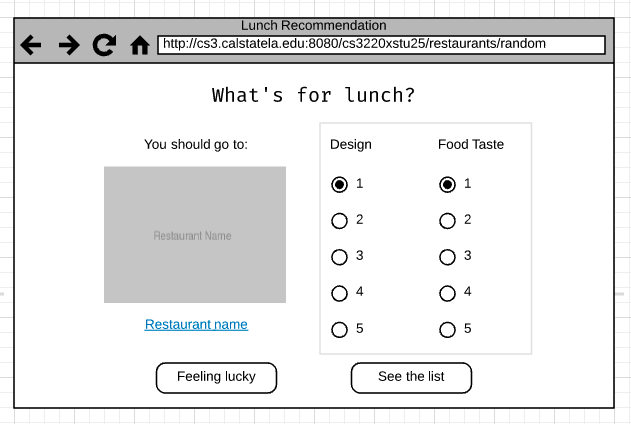 Lunch Recommendation
http://cs3.calstatela.edu:8080/cs3220xstu25/restaurants/random
What's for lunch?
You should go to:
Restaurant Name
Restaurant name
Design
Food Taste
1
1
2
2
3
3
4
4
5
5
Feeling lucky
See the list